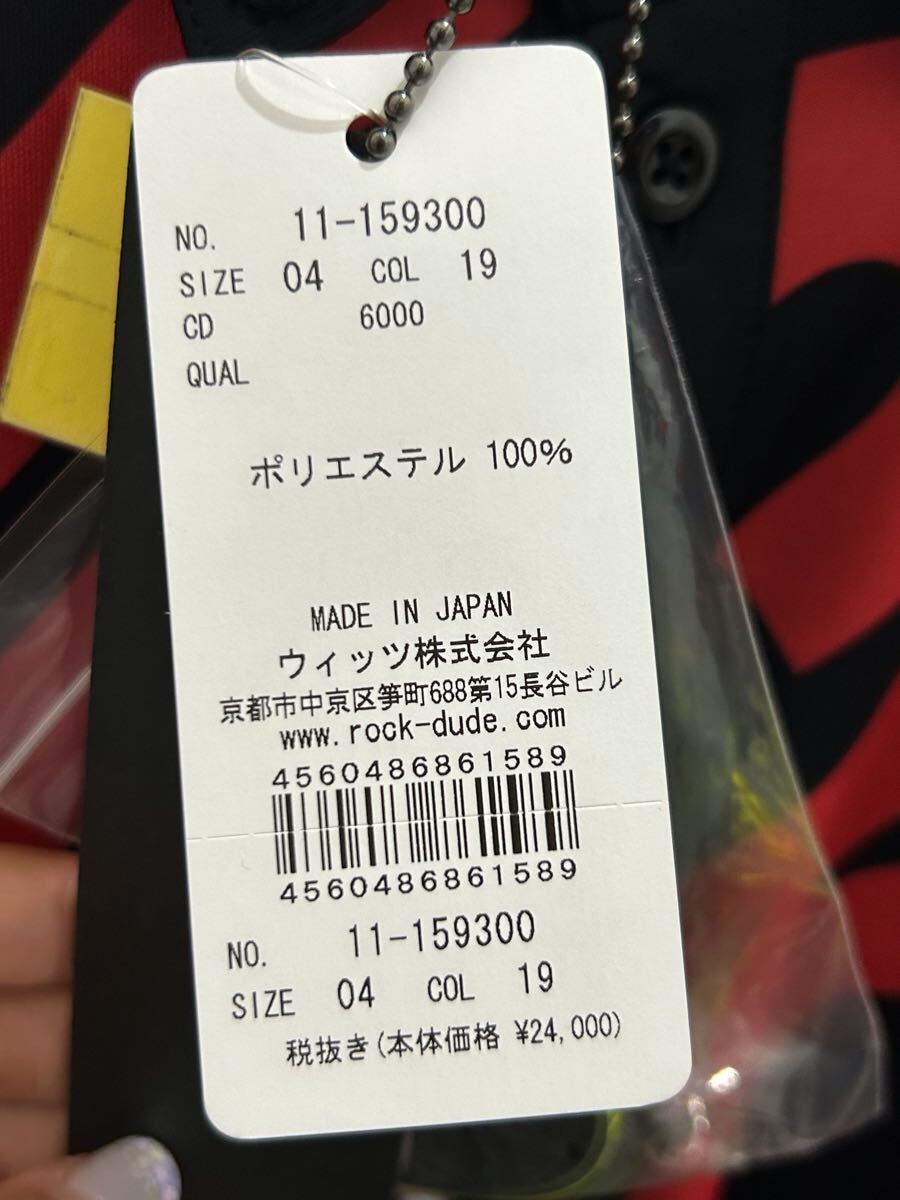 NO. 11-159300
SIZE 04 COL 19
CD 6000
QUAL
ポリエステル 100%
MADE IN JAPAN
ウィッツ株式会社
京都市中京区笋町688第15長谷ビル
www.rock-dude.com
4560486861589
4560486861589
NO. 11-159300
SIZE 04 COL 19
税抜き(本体価格 ¥24,000)